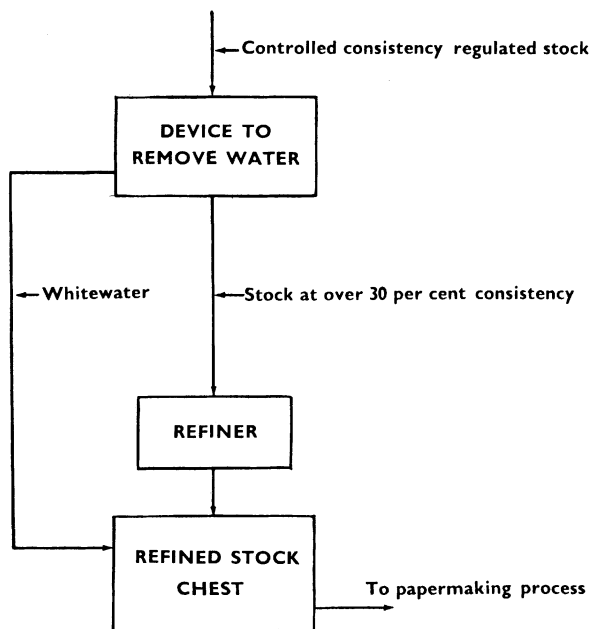 Controlled consistency regulated stock
DEVICE TO
REMOVE WATER
Whitewater
Stock at over 30 per cent consistency
REFINER
REFINED STOCK
CHEST
To papermaking process